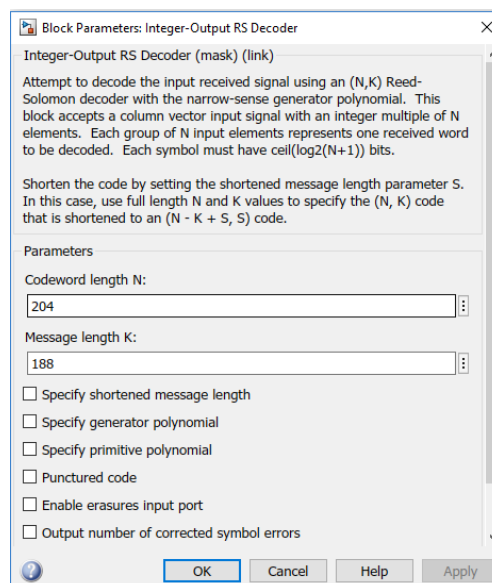 Block Parameters: Integer-Output RS Decoder
Integer-Output RS Decoder (mask) (link)
Attempt to decode the input received signal using an (N,K) Reed-
Solomon decoder with the narrow-sense generator polynomial. This
block accepts a column vector input signal with an integer multiple of N
elements. Each group of N input elements represents one received word
to be decoded. Each symbol must have ceil(log2(N+1)) bits.
Shorten the code by setting the shortened message length parameter S.
In this case, use full length N and K values to specify the (N, K) code
that is shortened to an (N - K + S, S) code.
Parameters
Codeword length N:
204
Message length K:
188
Specify shortened message length
Specify generator polynomial
Specify primitive polynomial
Punctured code
Enable erasures input port
Output number of corrected symbol errors
OK Cancel Help Apply